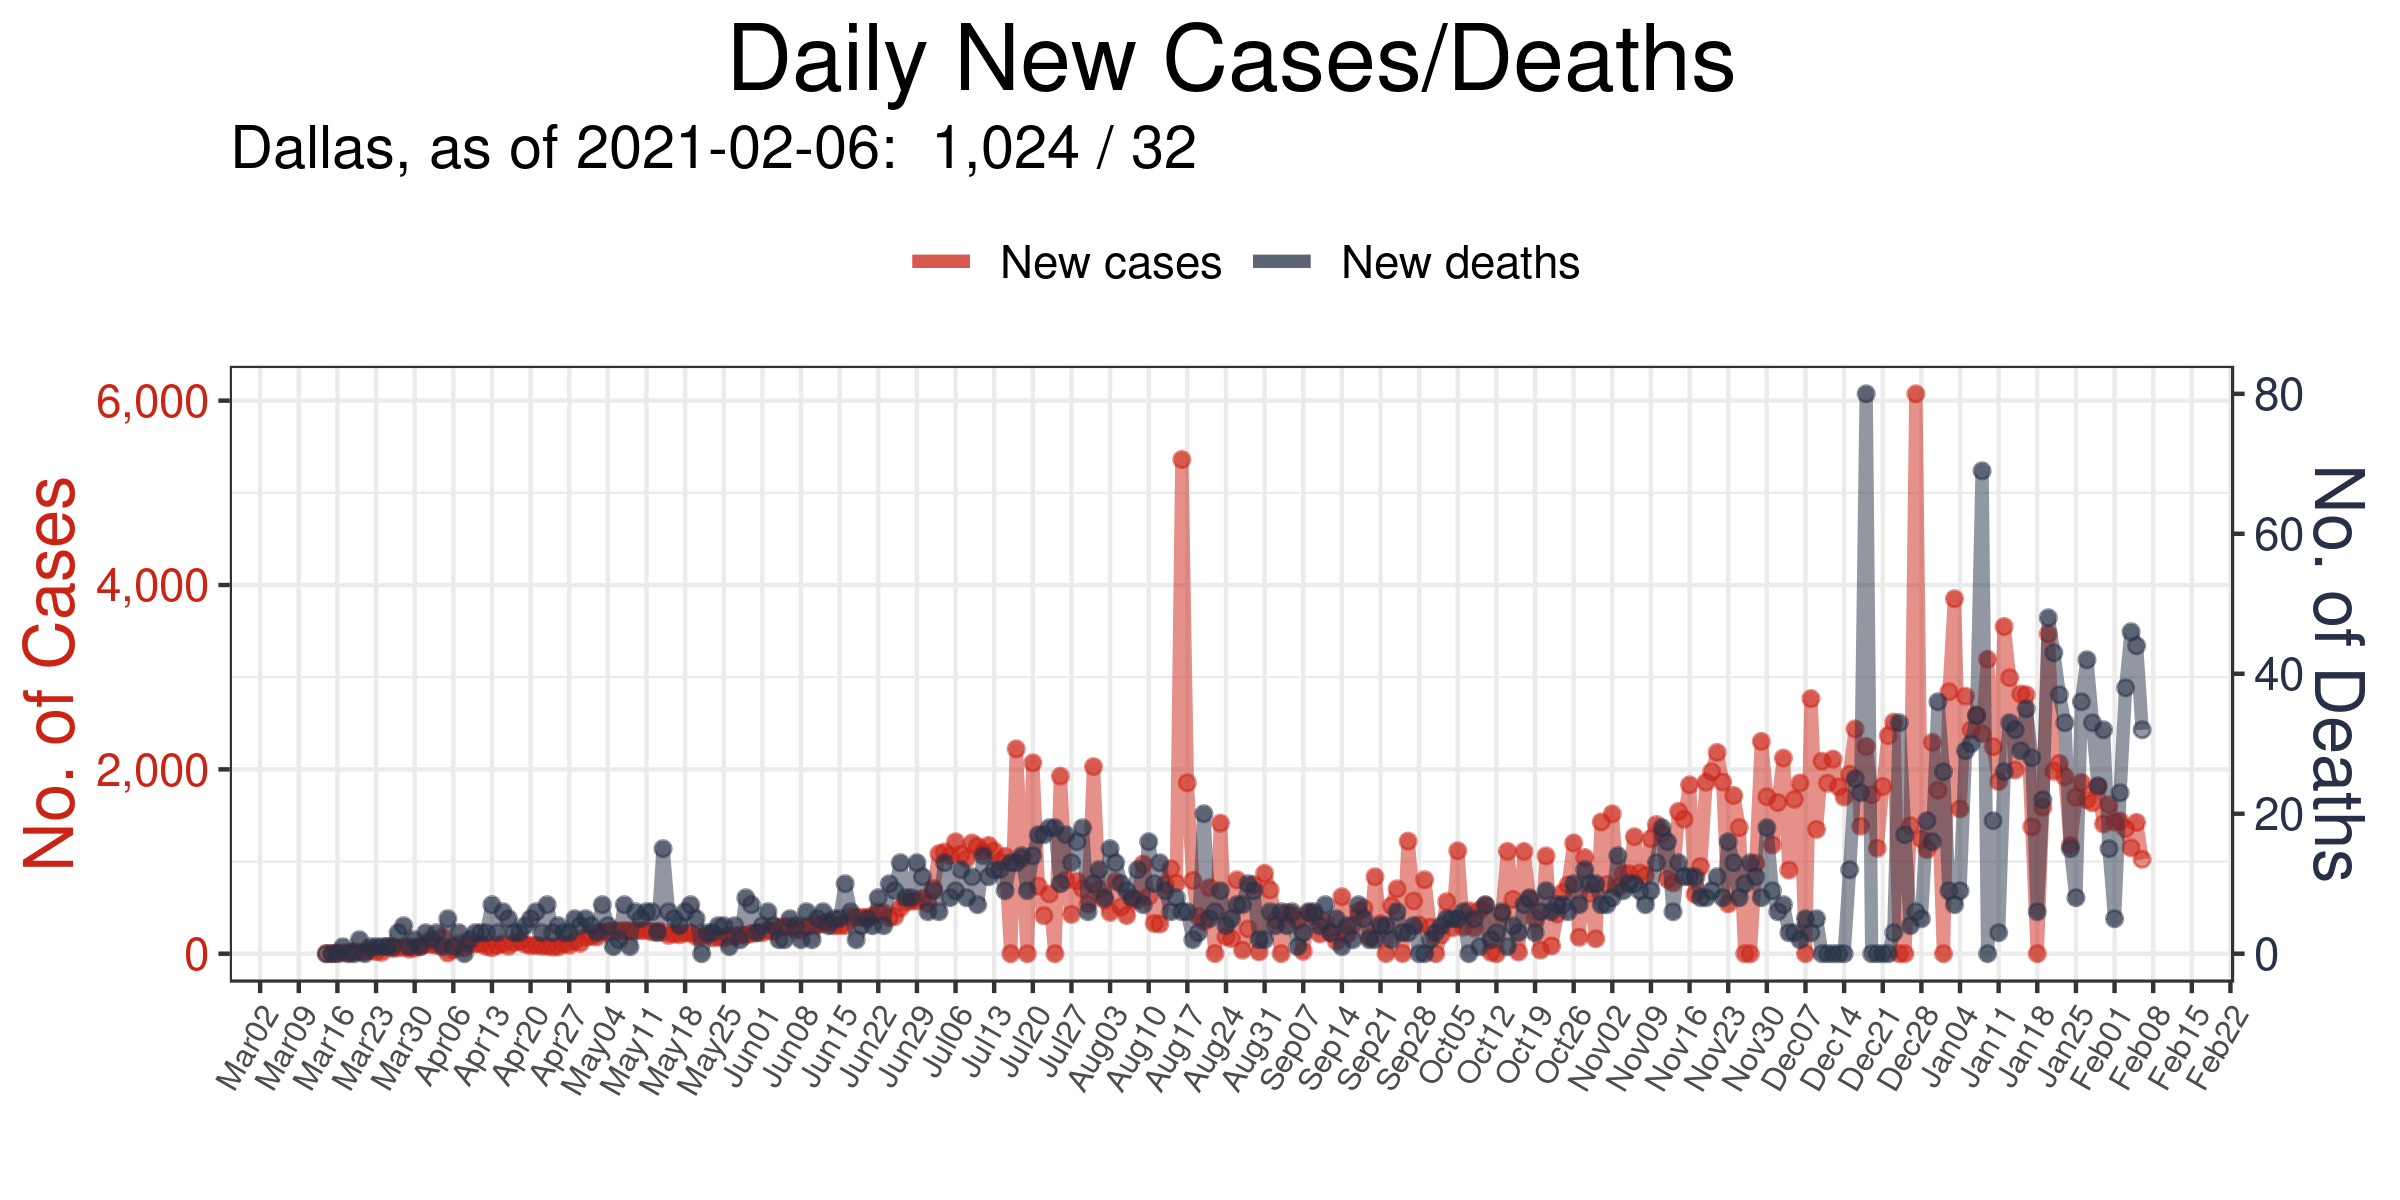 Daily New Cases/Deaths
Dallas, as of 2021-02-06: 1,024 / 32
New cases
New deaths
No. of Cases
6,000
4,000
2,000
0
80
60
40
20
0
No. of Deaths
Mar02
Mar09
Mar16
Mar23
Mar30
Apr06
Apr13
Apr20
Apr27
May04
May11
May18
May25
Jun01
Jun08
Jun15
Jun22
Jun29
Jul06
Jul13
Jul20
Jul27
Aug03
Aug10
Aug17
Aug24
Aug31
Sep07
Sep14
Sep21
Sep28
Oct05
Oct12
Oct19
Oct26
Nov02
Nov09
Nov16
Nov23
Nov30
Dec07
Dec14
Dec21
Dec28
Jan04
Jan11
Jan18
Jan25
Feb01
Feb08
Feb15
Feb22